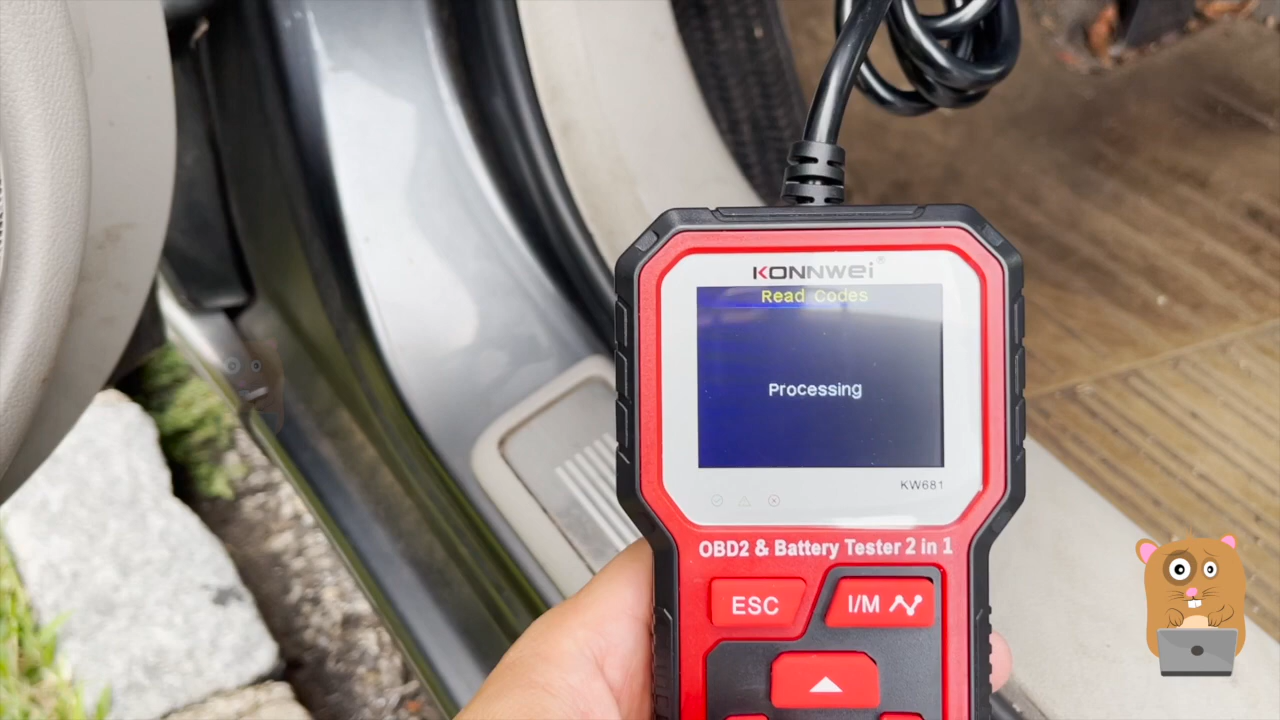 KONNWEI®
Read Codes
Processing
KW681
OBD2 & Battery Tester 2 in 1
ESC
I/M